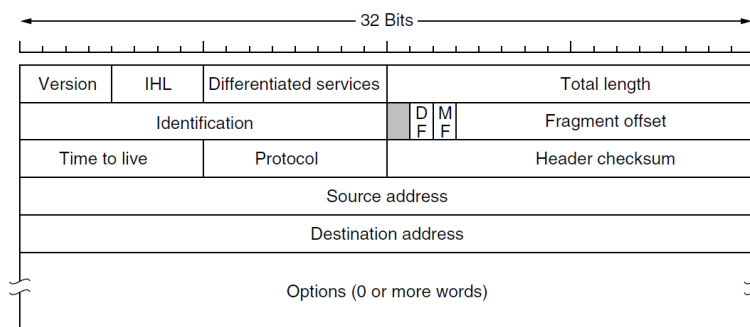 32 Bits
Version IHL Differentiated services Total length
Identification D F M F Fragment offset
Time to live Protocol Header checksum
Source address
Destination address
Options (0 or more words)